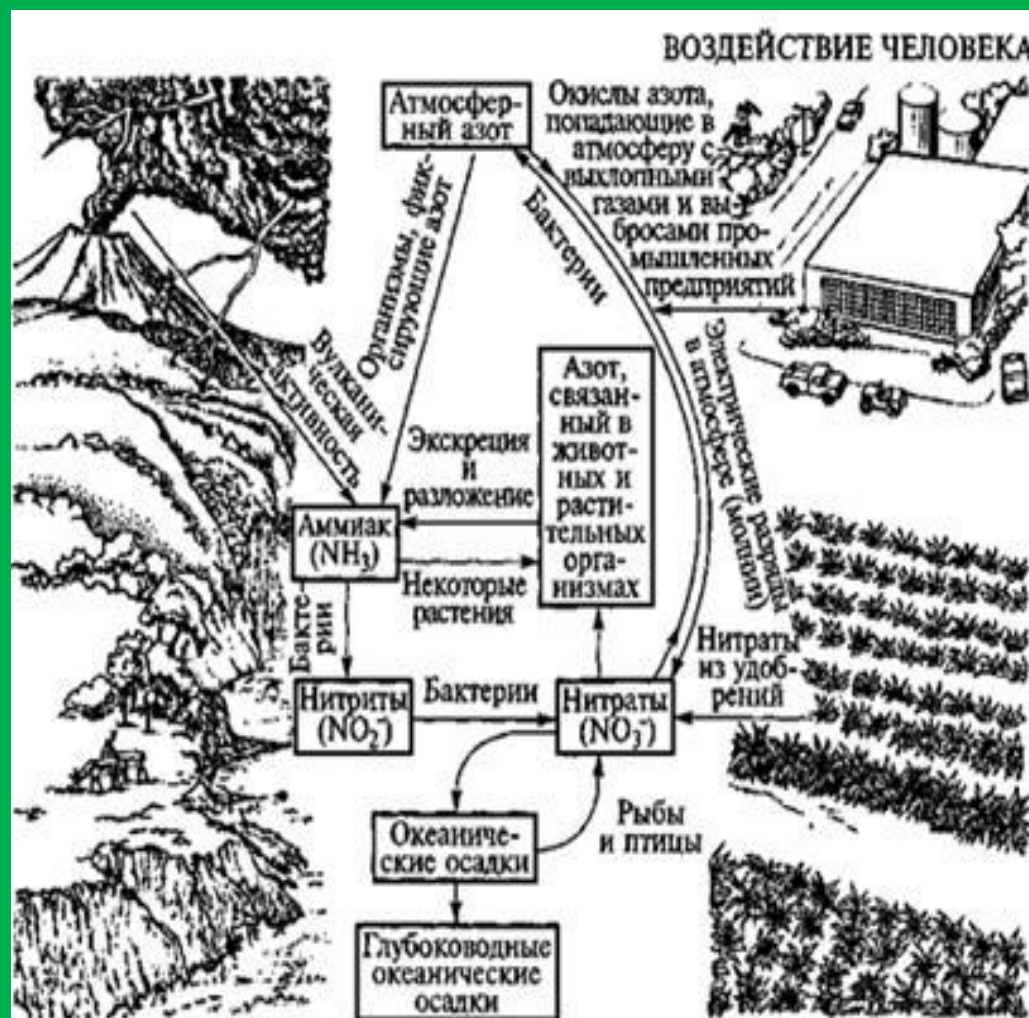 ВОЗДЕЙСТВИЕ ЧЕЛОВЕКА
Атмосфер-
ный азот
Окислы азота,
попадающие в
атмосферу с
выхлопными
газами и вы-
бросами про-
мышленных
предприятий
Бактерии
Организмы, фик-
сирующие азот
Вулкани-
ческая
активность
Электрические разряды
в атмосфере (молнии)
Азот,
связан-
ный в
живот-
ных и
расти-
тельных
орга-
низмах
Экскреция
и
разложение
Аммиак
(NH₃)
Некоторые
растения
Бакте-
рии
Нитраты
из удоб-
рений
Нитриты
(NO₂⁻)
Бактерии
Нитраты
(NO₃⁻)
Рыбы
и птицы
Океаниче-
ские осадки
Глубоководные
океанические
осадки